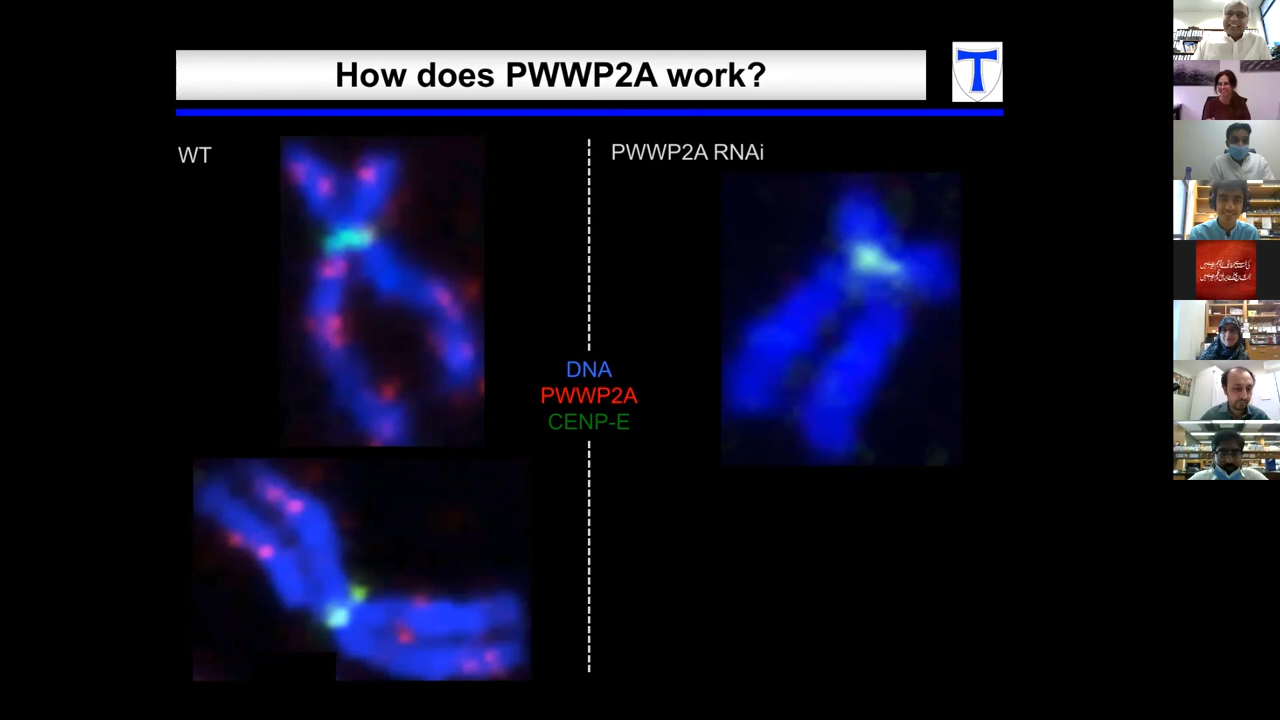 How does PWWP2A work?
T
WT
PWWP2A RNAi
DNA
PWWP2A
CENP-E